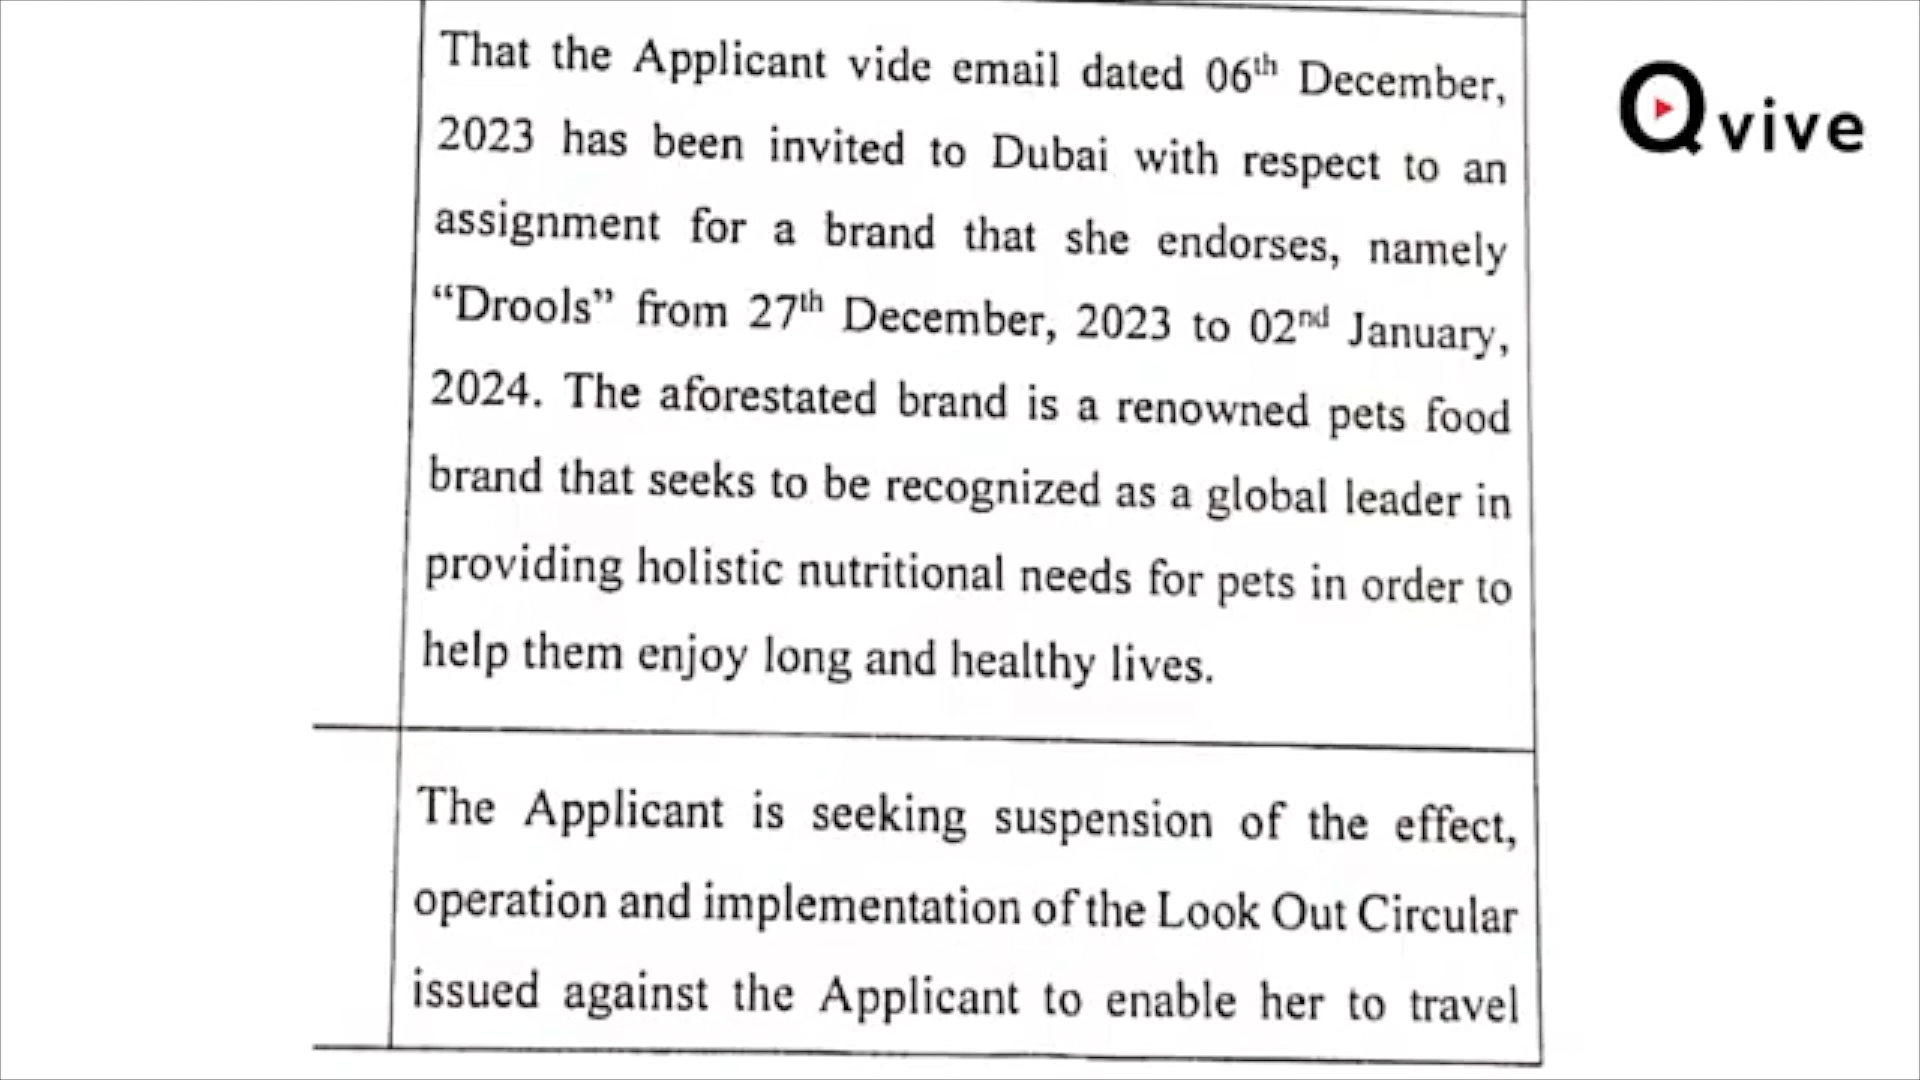 That the Applicant vide email dated 06th December,
2023 has been invited to Dubai with respect to an
assignment for a brand that she endorses, namely
“Drools” from 27th December, 2023 to 02nd January,
2024. The aforestated brand is a renowned pets food
brand that seeks to be recognized as a global leader in
providing holistic nutritional needs for pets in order to
help them enjoy long and healthy lives.
The Applicant is seeking suspension of the effect,
operation and implementation of the Look Out Circular
issued against the Applicant to enable her to travel
Qvive